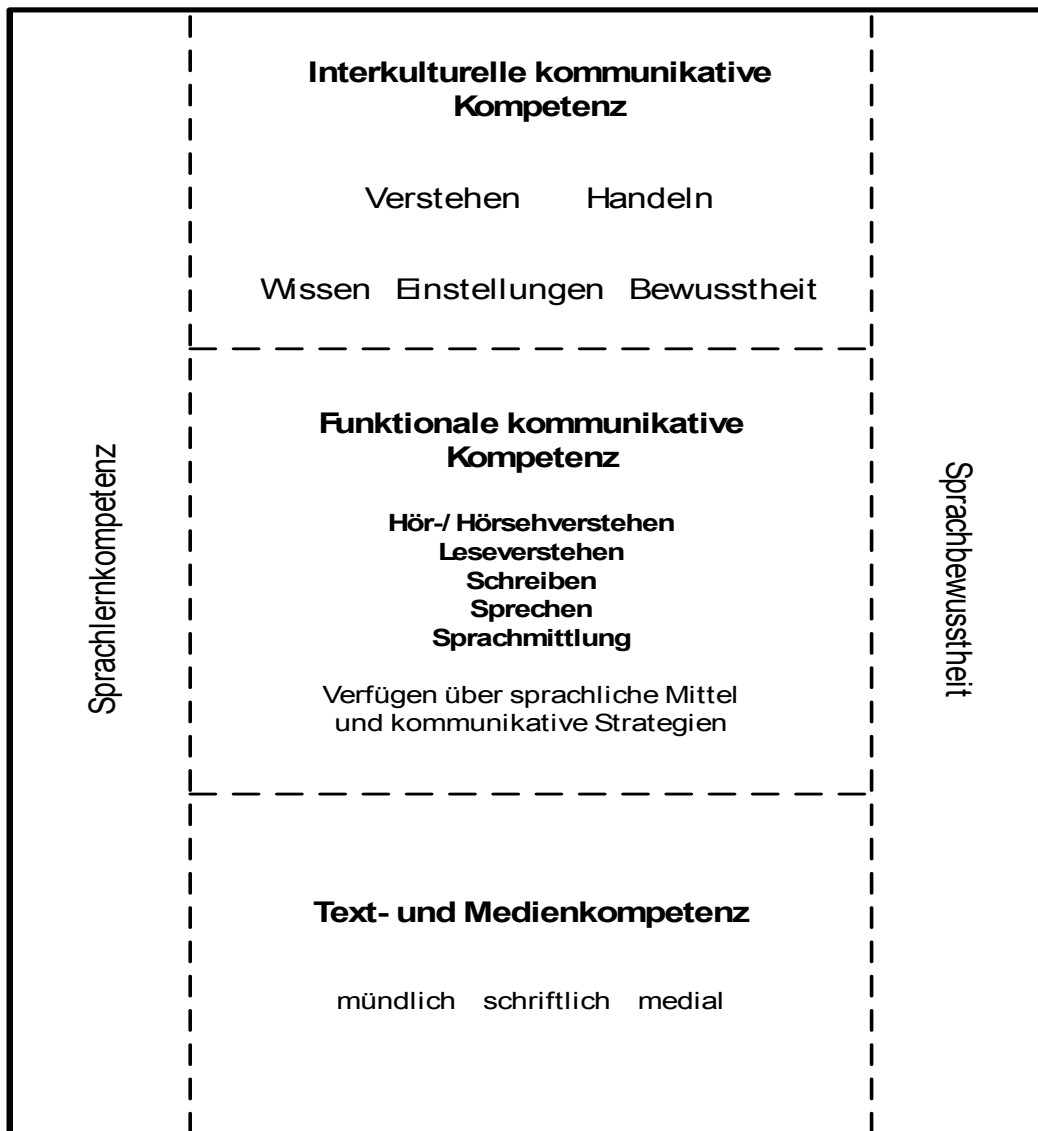 Interkulturelle kommunikative
Kompetenz
Verstehen Handeln
Wissen Einstellungen Bewusstheit
Sprachlernkompetenz
Funktionale kommunikative
Kompetenz
Hör-/ Hörsehverstehen
Leseverstehen
Schreiben
Sprechen
Sprachmittlung
Verfügen über sprachliche Mittel
und kommunikative Strategien
Sprachbewusstheit
Text- und Medienkompetenz
mündlich schriftlich medial